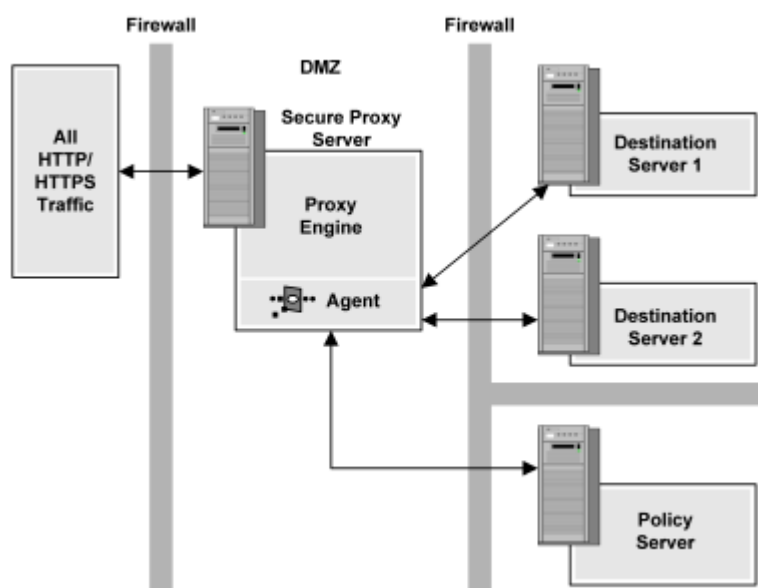 Firewall
Firewall
DMZ
All
HTTP/
HTTPS
Traffic
Secure Proxy
Server
Proxy
Engine
Agent
Destination
Server 1
Destination
Server 2
Policy
Server